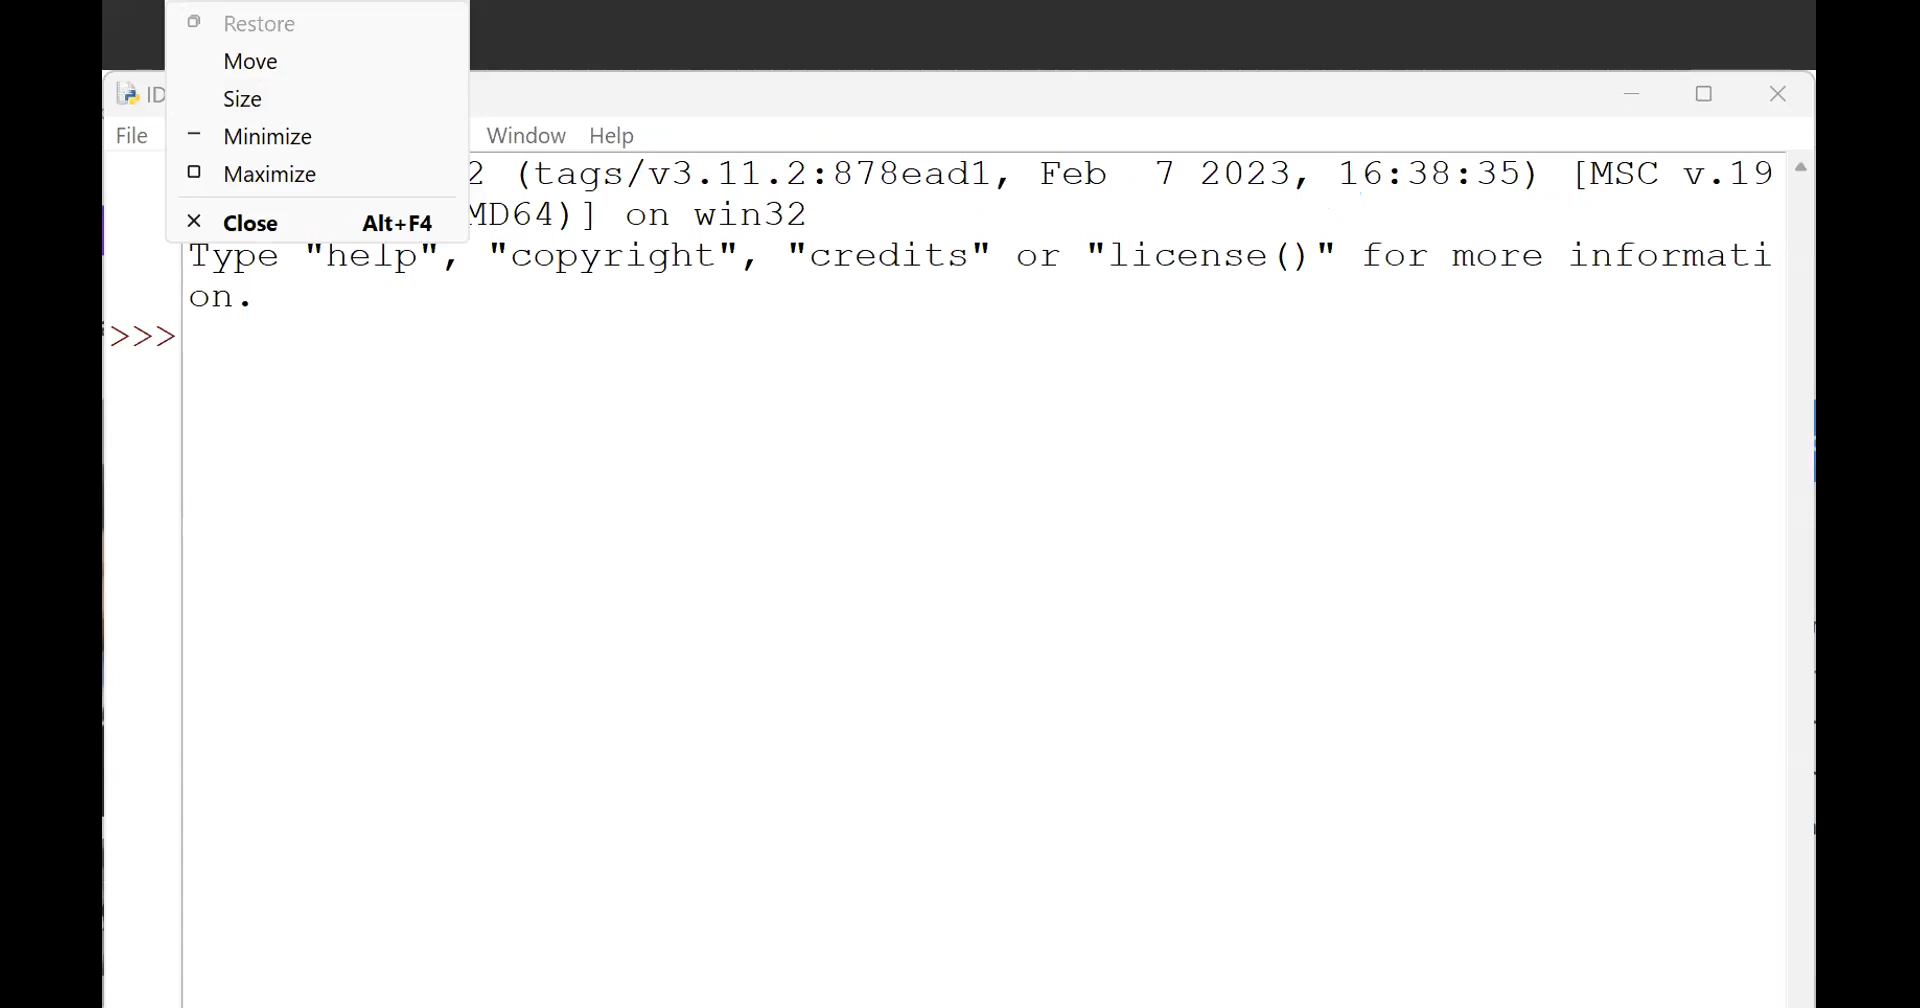 Restore
Move
Size
Minimize
Maximize
Close Alt+F4
ID
File Window Help
2 (tags/v3.11.2:878ead1, Feb  7 2023, 16:38:35) [MSC v.19
MD64)] on win32
Type "help", "copyright", "credits" or "license()" for more informati
on.
>>>